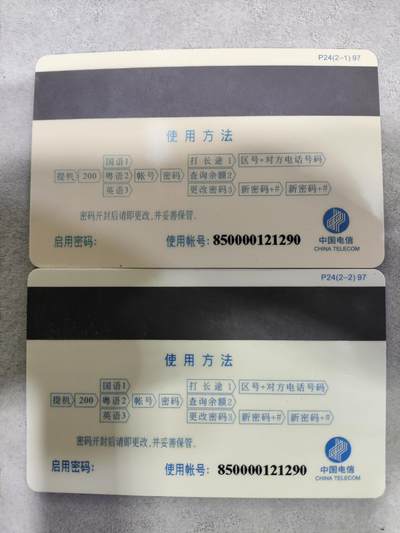 P24(2-1) 97
使用方法
国语1 打长途1 区号+对方电话号码
提机 200 粤语2 帐号 密码 查询余额2
英语3 更改密码3 新密码+# 新密码+#
密码开封后请即更改,并妥善保管。
启用密码: 使用帐号: 850000121290
中国电信
CHINA TELECOM
P24(2-2) 97
使用方法
国语1 打长途1 区号+对方电话号码
提机 200 粤语2 帐号 密码 查询余额2
英语3 更改密码3 新密码+# 新密码+#
密码开封后请即更改,并妥善保管。
启用密码: 使用帐号: 850000121290
中国电信
CHINA TELECOM